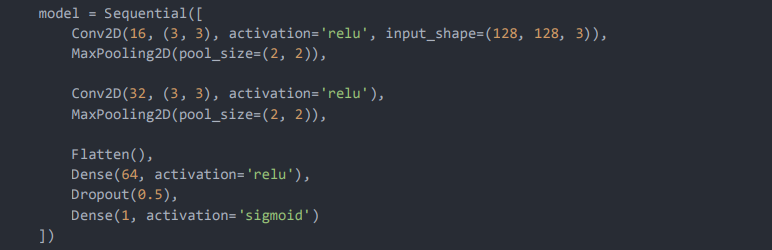 model = Sequential([
    Conv2D(16, (3, 3), activation='relu', input_shape=(128, 128, 3)),
    MaxPooling2D(pool_size=(2, 2)),

    Conv2D(32, (3, 3), activation='relu'),
    MaxPooling2D(pool_size=(2, 2)),

    Flatten(),
    Dense(64, activation='relu'),
    Dropout(0.5),
    Dense(1, activation='sigmoid')
])